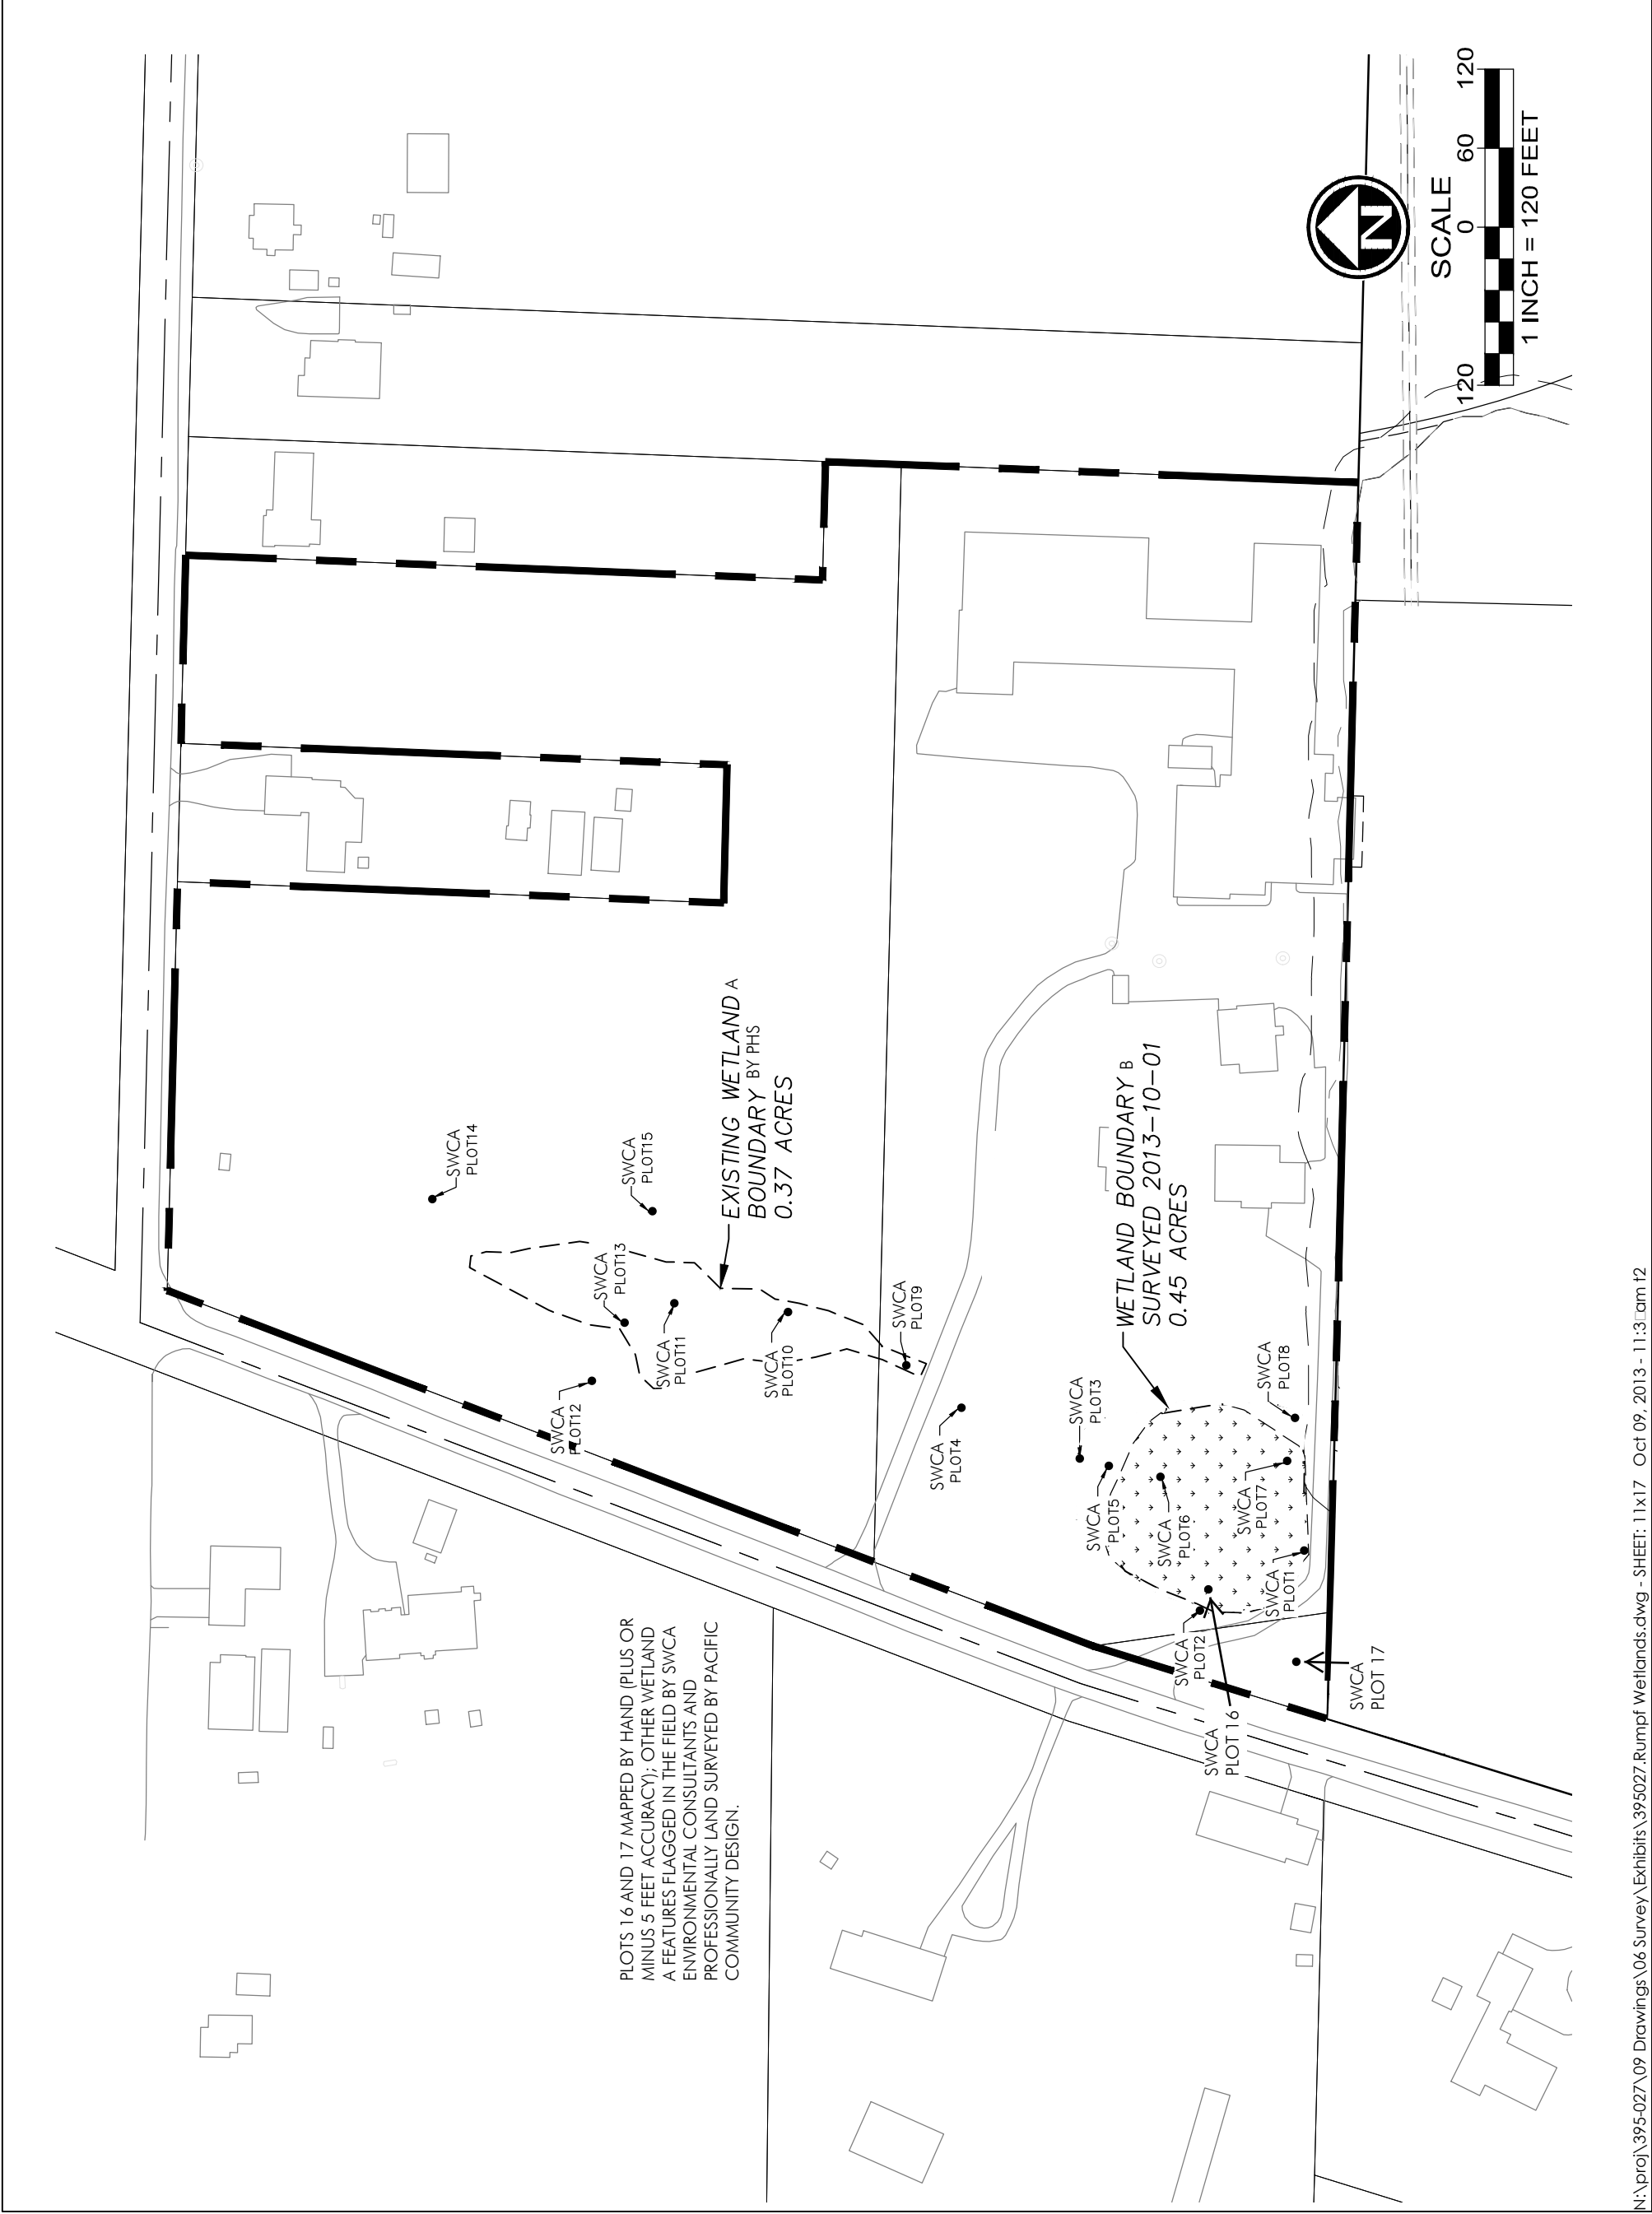 SWCA
PLOT14
SWCA
PLOT15
EXISTING WETLAND A
BOUNDARY BY PHS
0.37 ACRES
SWCA
PLOT13
SWCA
PLOT11
SWCA
PLOT12
SWCA
PLOT10
SWCA
PLOT9
SWCA
PLOT4
WETLAND BOUNDARY B
SURVEYED 2013-10-01
0.45 ACRES
SWCA
PLOT3
SWCA
PLOT8
SWCA
PLOT5
SWCA
PLOT6
SWCA
PLOT7
SWCA
PLOT1
SWCA
PLOT2
SWCA
PLOT 16
SWCA
PLOT 17
PLOTS 16 AND 17 MAPPED BY HAND (PLUS OR
MINUS 5 FEET ACCURACY); OTHER WETLAND
A FEATURES FLAGGED IN THE FIELD BY SWCA
ENVIRONMENTAL CONSULTANTS AND
PROFESSIONALLY LAND SURVEYED BY PACIFIC
COMMUNITY DESIGN.
N
SCALE
120 0 60 120
1 INCH = 120 FEET
N:\proj\395-027\09 Drawings\06 Survey\Exhibits\395027.Rumpf Wetlands.dwg - SHEET: 11x17 Oct 09, 2013 - 11:3□am t2